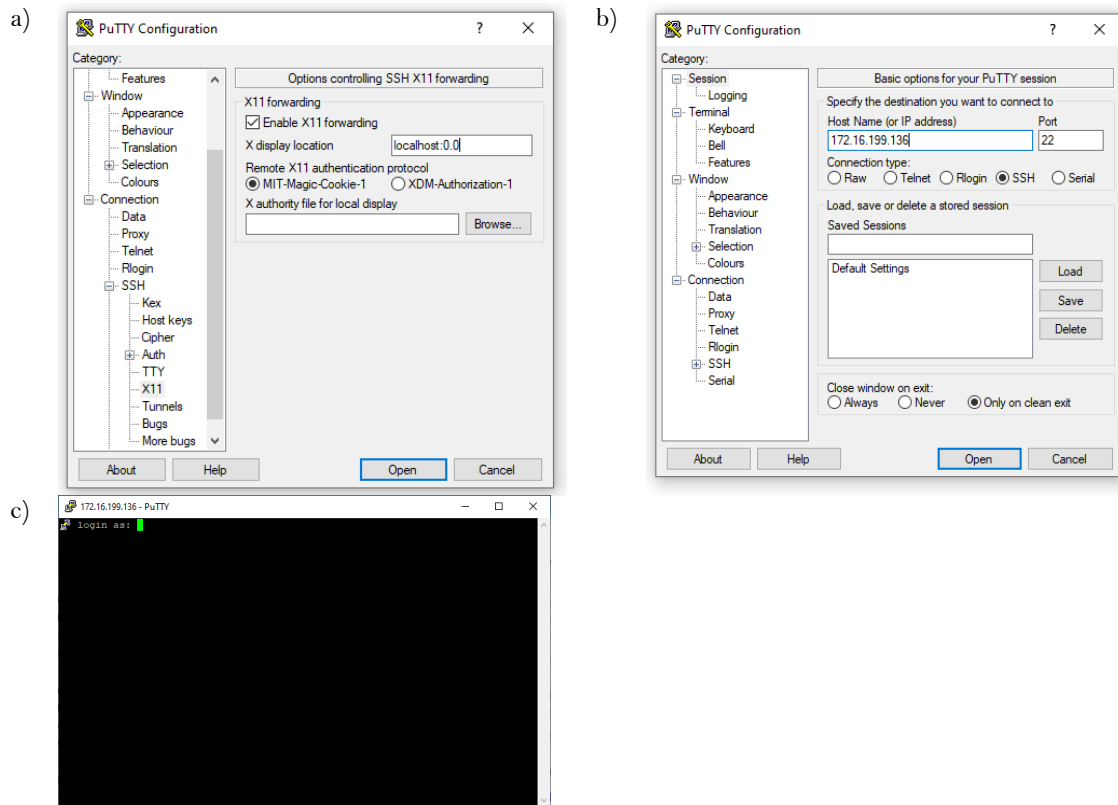 a)
PuTTY Configuration ? ×
Category:
Features
Window
Appearance
Behaviour
Translation
Selection
Colours
Connection
Data
Proxy
Telnet
Rlogin
SSH
Kex
Host keys
Cipher
Auth
TTY
X11
Tunnels
Bugs
More bugs
Options controlling SSH X11 forwarding
X11 forwarding
Enable X11 forwarding
X display location localhost:0.0
Remote X11 authentication protocol
MIT-Magic-Cookie-1 XDM-Authorization-1
X authority file for local display
Browse...
About Help Open Cancel
b)
PuTTY Configuration ? ×
Category:
Session
Logging
Terminal
Keyboard
Bell
Features
Window
Appearance
Behaviour
Translation
Selection
Colours
Connection
Data
Proxy
Telnet
Rlogin
SSH
Serial
Basic options for your PuTTY session
Specify the destination you want to connect to
Host Name (or IP address) Port
172.16.199.136 22
Connection type:
Raw Telnet Rlogin SSH Serial
Load, save or delete a stored session
Saved Sessions
Default Settings
Load
Save
Delete
Close window on exit:
Always Never Only on clean exit
About Help Open Cancel
c)
172.16.199.136 - PuTTY
login as: